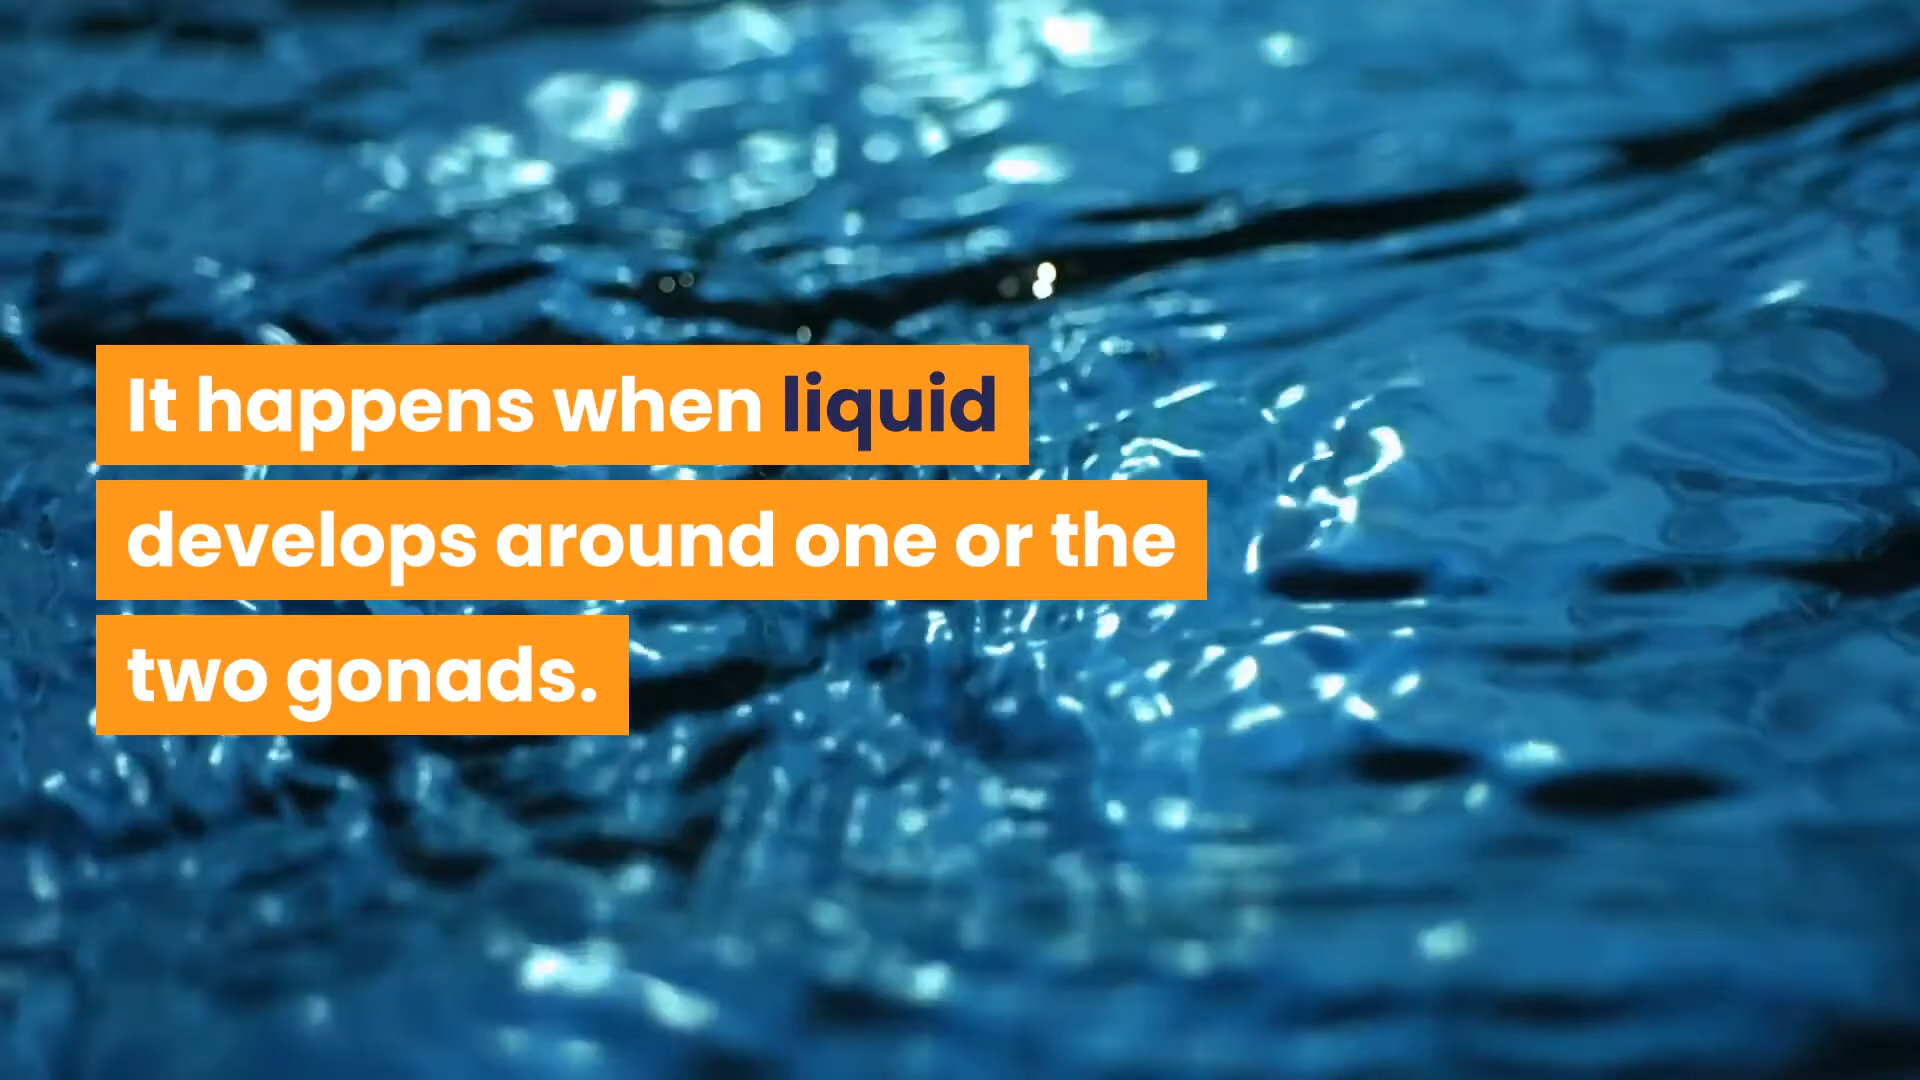 It happens when liquid
develops around one or the
two gonads.